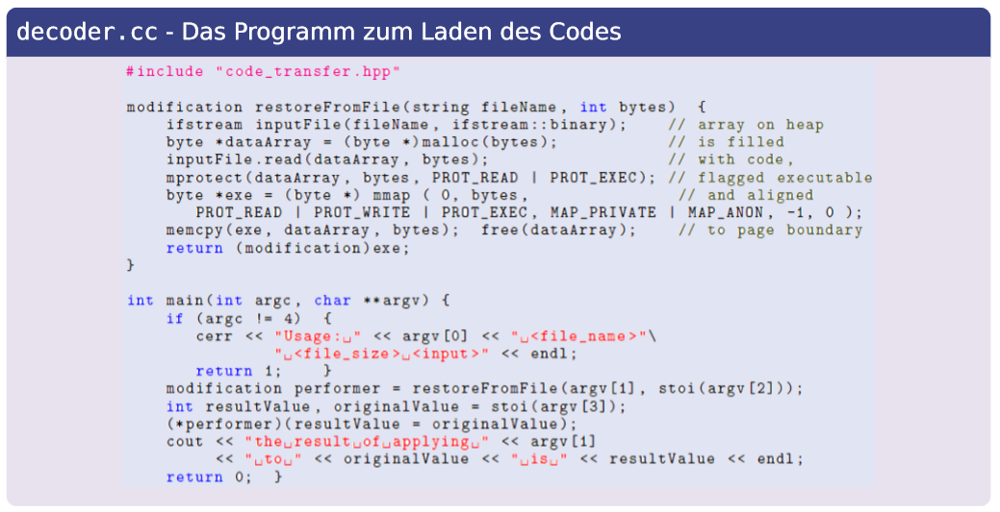 decoder.cc - Das Programm zum Laden des Codes
#include "code_transfer.hpp"
modification restoreFromFile(string fileName, int bytes)  {
    ifstream inputFile(fileName, ifstream::binary);    // array on heap
    byte *dataArray = (byte *)malloc(bytes);           // is filled
    inputFile.read(dataArray, bytes);                  // with code,
    mprotect(dataArray, bytes, PROT_READ | PROT_EXEC); // flagged executable
    byte *exe = (byte *) mmap ( 0, bytes,               // and aligned
       PROT_READ | PROT_WRITE | PROT_EXEC, MAP_PRIVATE | MAP_ANON, -1, 0 );
    memcpy(exe, dataArray, bytes);  free(dataArray);    // to page boundary
    return (modification)exe;
}
int main(int argc, char **argv) {
    if (argc != 4)  {
       cerr << "Usage:␣" << argv[0] << "␣<file_name>"\
               "␣<file_size>␣<input>" << endl;
       return 1;    }
    modification performer = restoreFromFile(argv[1], stoi(argv[2]));
    int resultValue, originalValue = stoi(argv[3]);
    (*performer)(resultValue = originalValue);
    cout << "the␣result␣of␣applying␣" << argv[1]
         << "␣to␣" << originalValue << "␣is␣" << resultValue << endl;
    return 0;  }